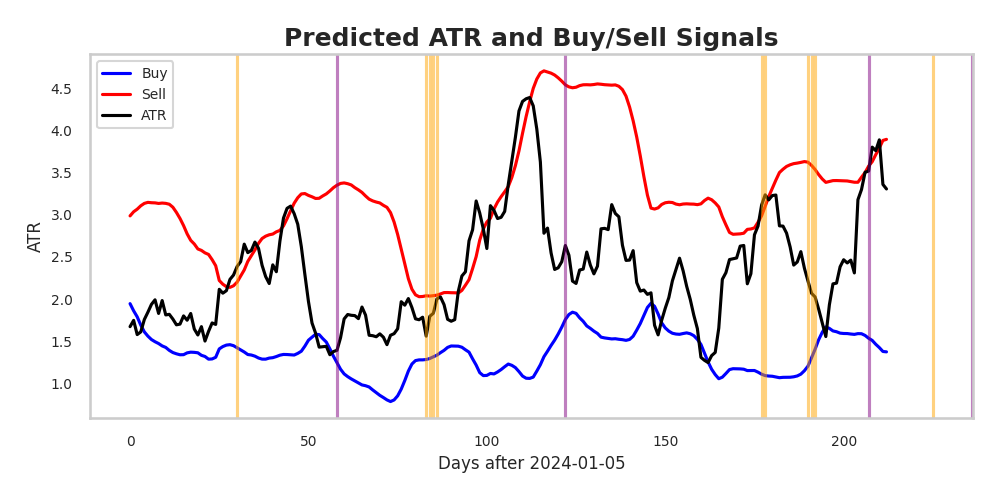 Predicted ATR and Buy/Sell Signals
Buy
Sell
ATR
4.5
4.0
3.5
3.0
2.5
2.0
1.5
1.0
ATR
0
50
100
150
200
Days after 2024-01-05